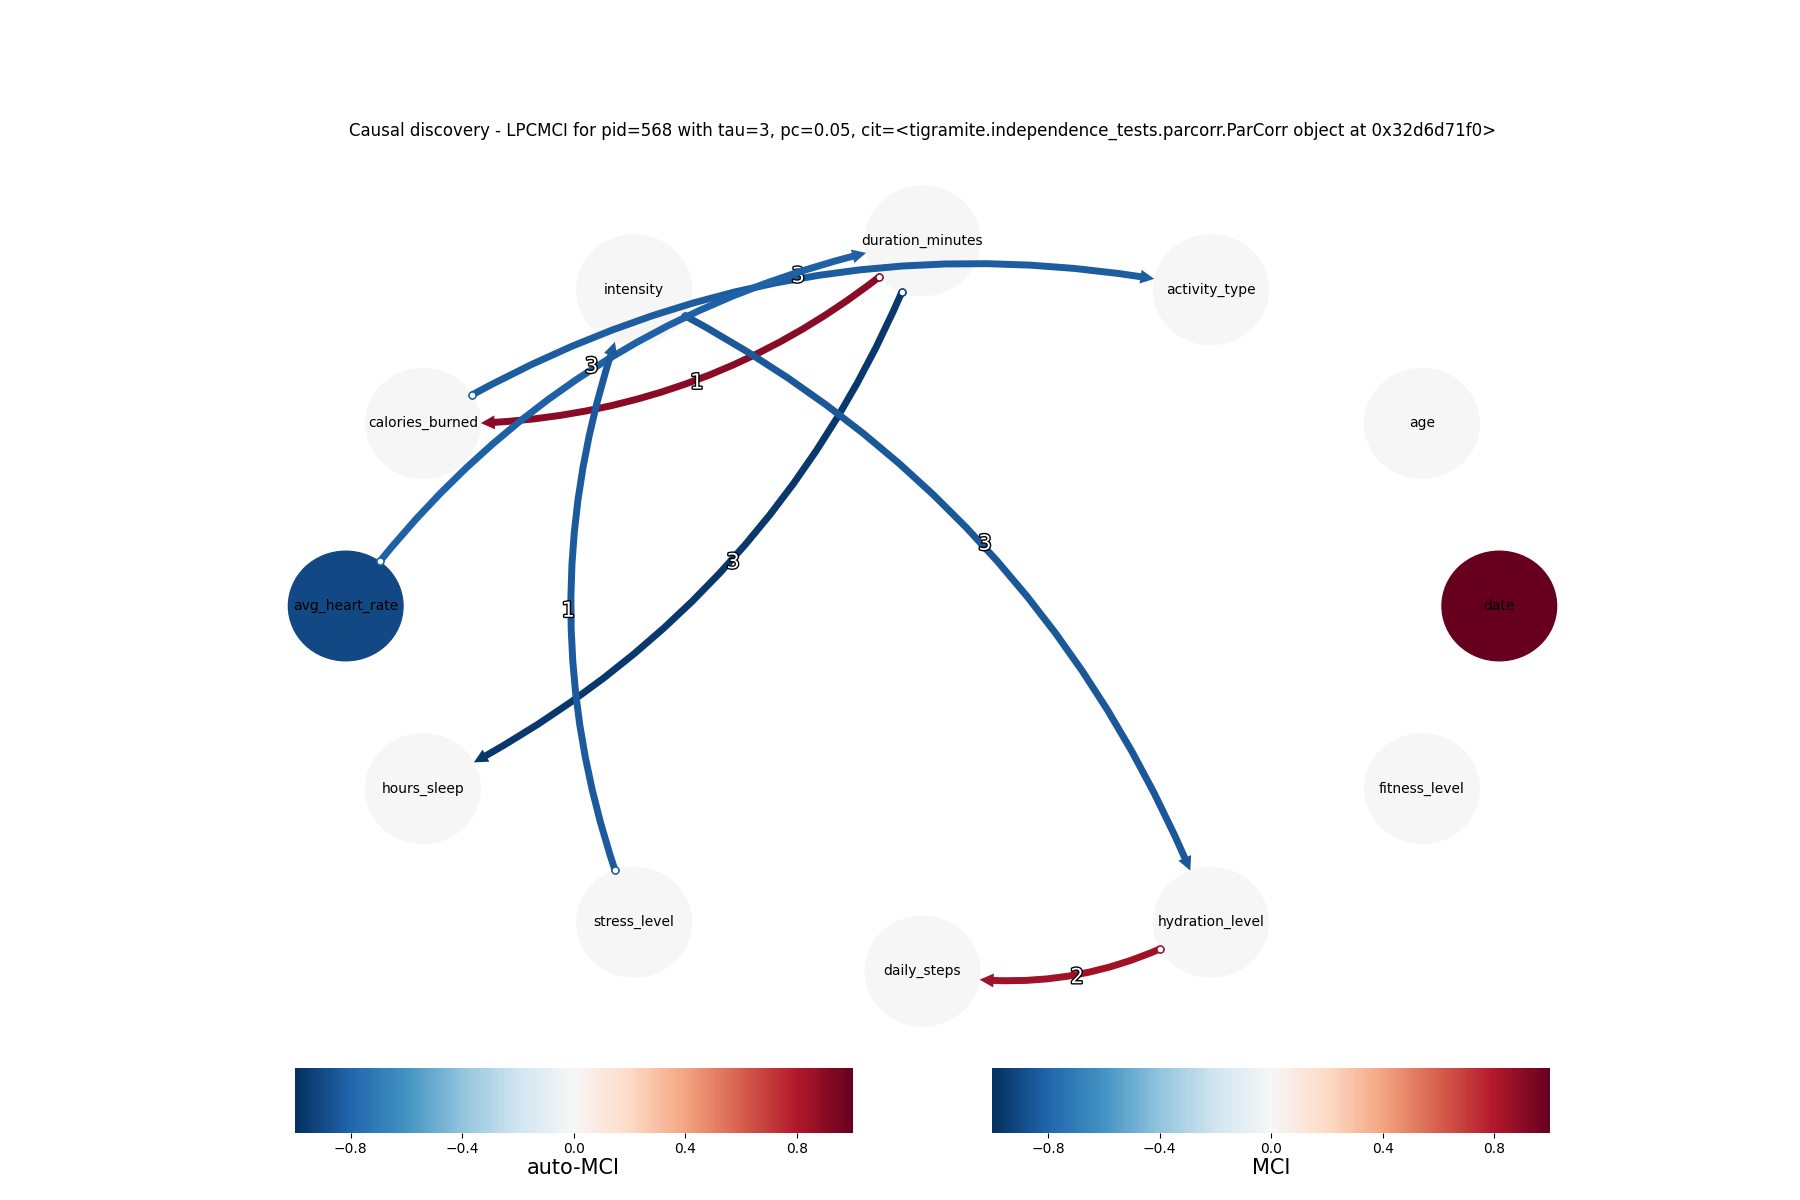 Causal discovery - LPCMCI for pid=568 with tau=3, pc=0.05, cit=<tigramite.independence_tests.parcorr.ParCorr object at 0x32d6d71f0>
duration_minutes
intensity
activity_type
3
3
1
calories_burned
age
3
3
avg_heart_rate
date
1
hours_sleep
fitness_level
stress_level
hydration_level
daily_steps
2
−0.8 −0.4 0.0 0.4 0.8
auto-MCI
−0.8 −0.4 0.0 0.4 0.8
MCI